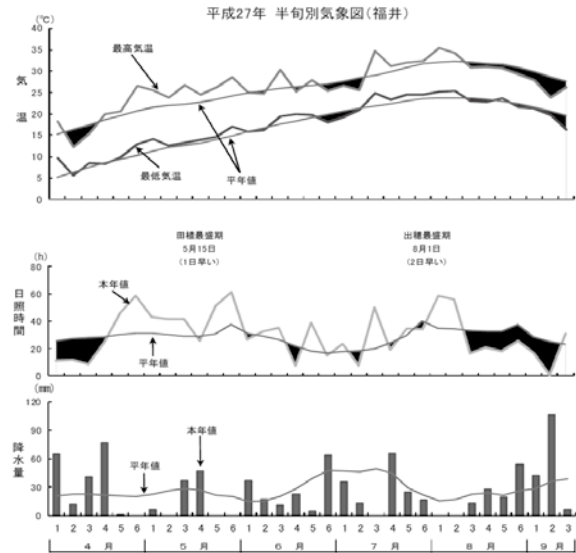 平成27年 半旬別気象図(福井)
(℃)
40
35
30
25
20
15
10
5
0
気温
最高気温
最低気温
平年値
田植最盛期
5月15日
(1日早い)
出穂最盛期
8月1日
(2日早い)
(h)
80
60
40
20
0
日照時間
本年値
平年値
(mm)
120
90
60
30
0
降水量
平年値
本年値
1 2 3 4 5 6 1 2 3 4 5 6 1 2 3 4 5 6 1 2 3 4 5 6 1 2 3 4 5 6 1 2 3
4 月 5 月 6 月 7 月 8 月 9 月